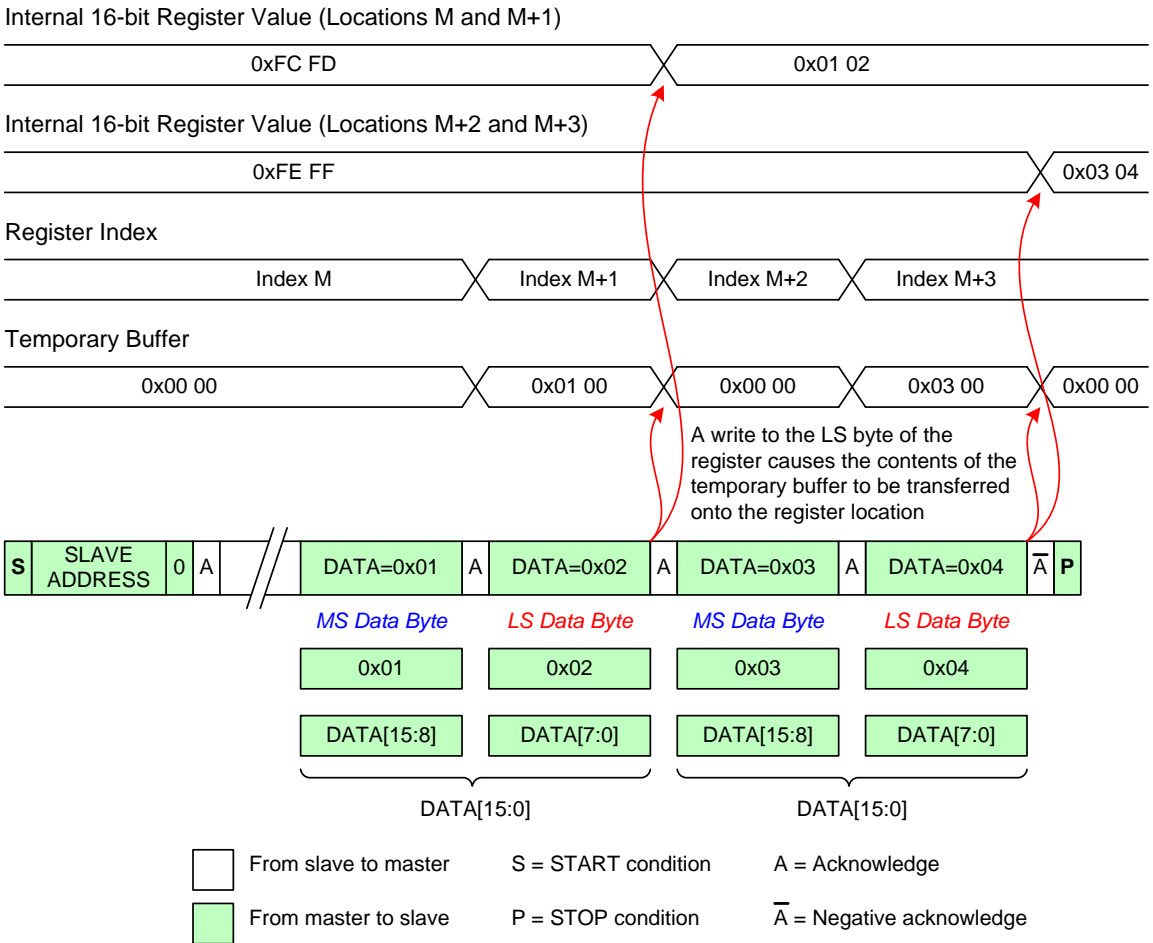 Internal 16-bit Register Value (Locations M and M+1)
0xFC FD
0x01 02
Internal 16-bit Register Value (Locations M+2 and M+3)
0xFE FF
0x03 04
Register Index
Index M
Index M+1
Index M+2
Index M+3
Temporary Buffer
0x00 00
0x01 00
0x00 00
0x03 00
0x00 00
A write to the LS byte of the
register causes the contents of the
temporary buffer to be transferred
onto the register location
S
SLAVE
ADDRESS
0
A
DATA=0x01
A
DATA=0x02
A
DATA=0x03
A
DATA=0x04
A̅
P
MS Data Byte
LS Data Byte
MS Data Byte
LS Data Byte
0x01
0x02
0x03
0x04
DATA[15:8]
DATA[7:0]
DATA[15:8]
DATA[7:0]
DATA[15:0]
DATA[15:0]
From slave to master
S = START condition
A = Acknowledge
From master to slave
P = STOP condition
A̅ = Negative acknowledge